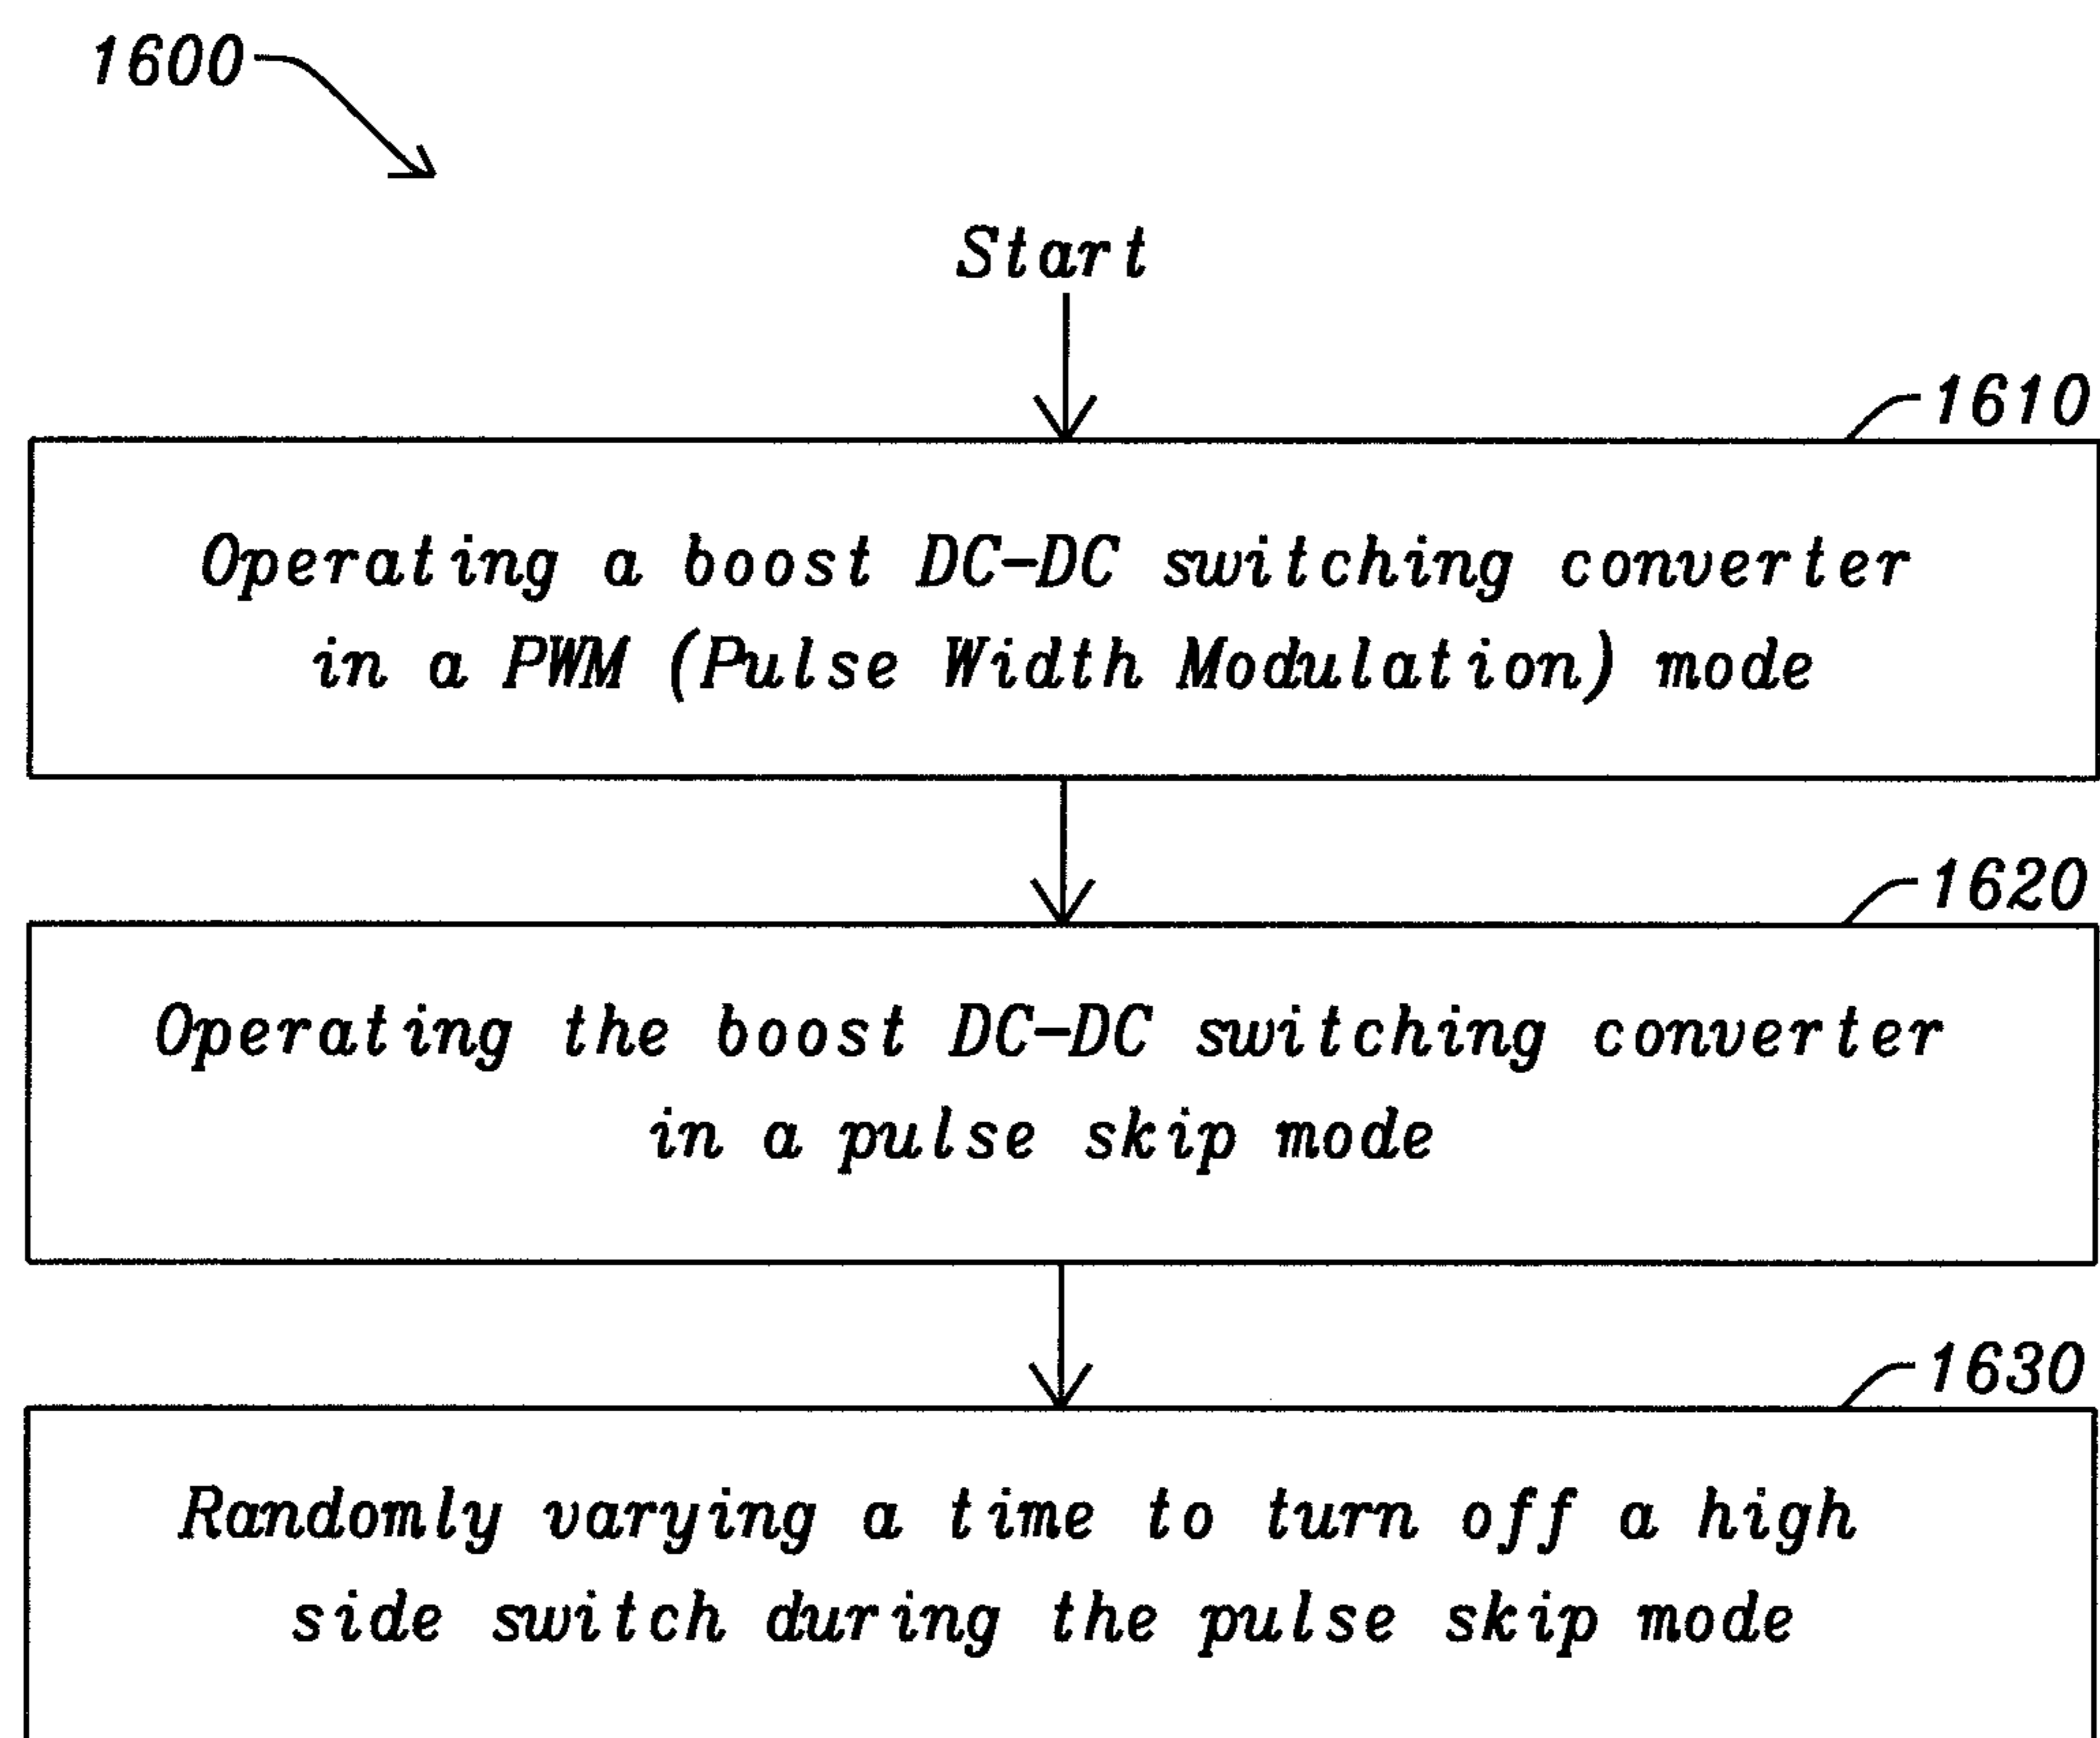 1600
Start
1610
Operating a boost DC-DC switching converter
in a PWM (Pulse Width Modulation) mode
1620
Operating the boost DC-DC switching converter
in a pulse skip mode
1630
Randomly varying a time to turn off a high
side switch during the pulse skip mode